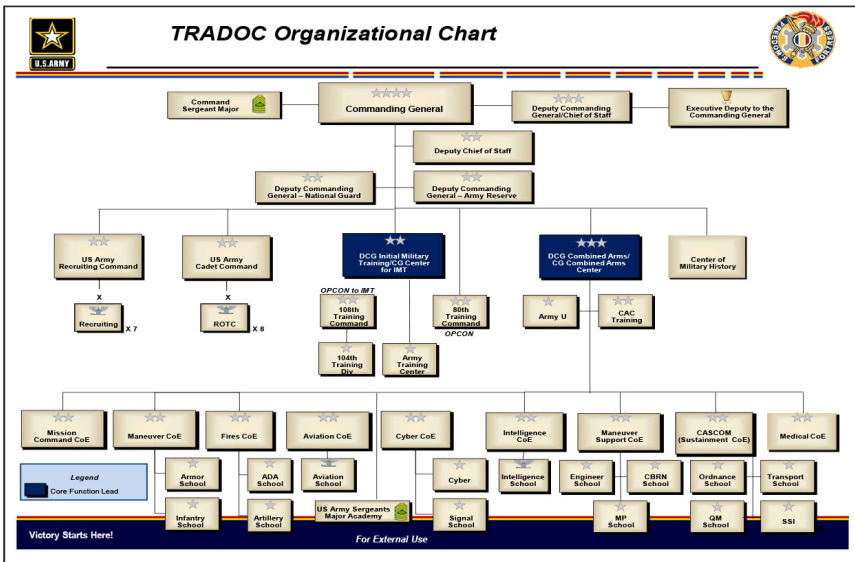 TRADOC Organizational Chart
U.S.ARMY
FREEDOM'S
FORTRESS
Command
Sergeant Major
Commanding General
Deputy Commanding
General/Chief of Staff
Executive Deputy to the
Commanding General
Deputy Chief of Staff
Deputy Commanding
General – National Guard
Deputy Commanding
General – Army Reserve
US Army
Recruiting Command
US Army
Cadet Command
DCG Initial Military
Training/CG Center
for IMT
DCG Combined Arms/
CG Combined Arms
Center
Center of
Military History
X
Recruiting
X 7
X
ROTC
X 8
OPCON to IMT
108th
Training
Command
104th
Training
Div
Army
Training
Center
80th
Training
Command
OPCON
Army U
CAC
Training
Mission
Command CoE
Maneuver CoE
Fires CoE
Aviation CoE
Cyber CoE
Intelligence
CoE
Maneuver
Support CoE
CASCOM
(Sustainment CoE)
Medical CoE
Legend
Core Function Lead
Armor
School
ADA
School
Aviation
School
Cyber
Intelligence
School
Engineer
School
CBRN
School
Ordnance
School
Transport
School
Infantry
School
Artillery
School
US Army Sergeants
Major Academy
Signal
School
MP
School
QM
School
SSI
Victory Starts Here!
For External Use